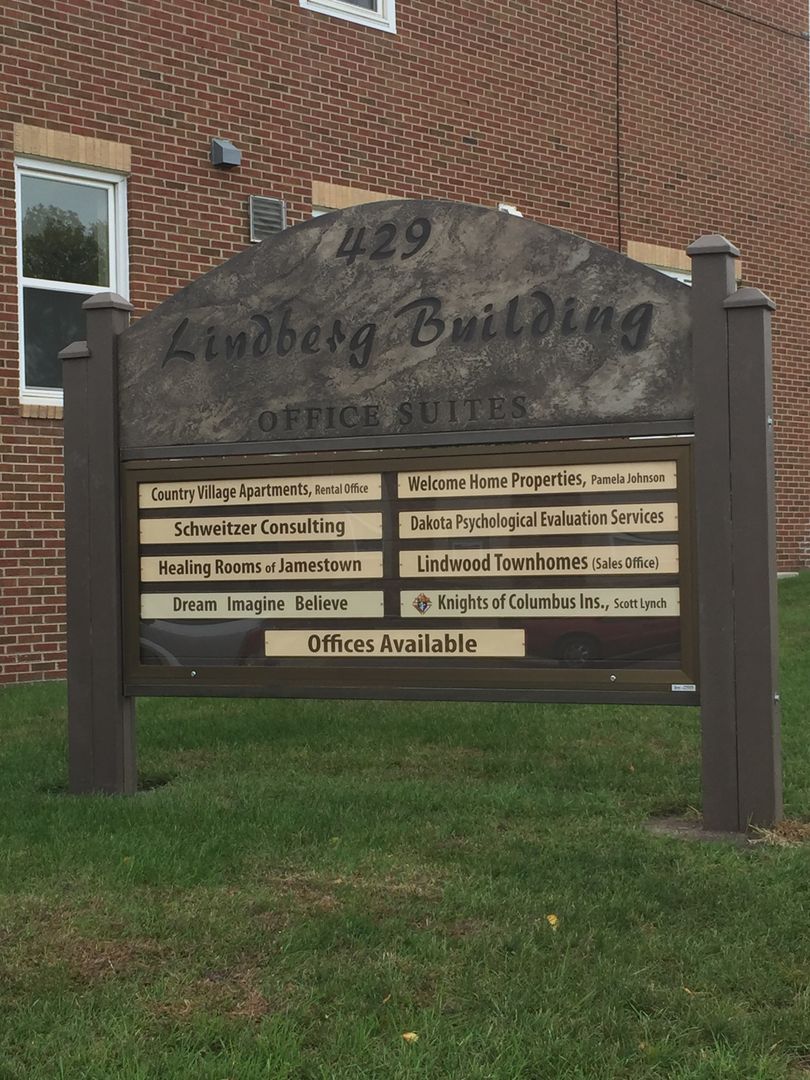 429
Lindberg Building
OFFICE SUITES
Country Village Apartments, Rental Office
Welcome Home Properties, Pamela Johnson
Schweitzer Consulting
Dakota Psychological Evaluation Services
Healing Rooms of Jamestown
Lindwood Townhomes (Sales Office)
Dream Imagine Believe
Knights of Columbus Ins., Scott Lynch
Offices Available